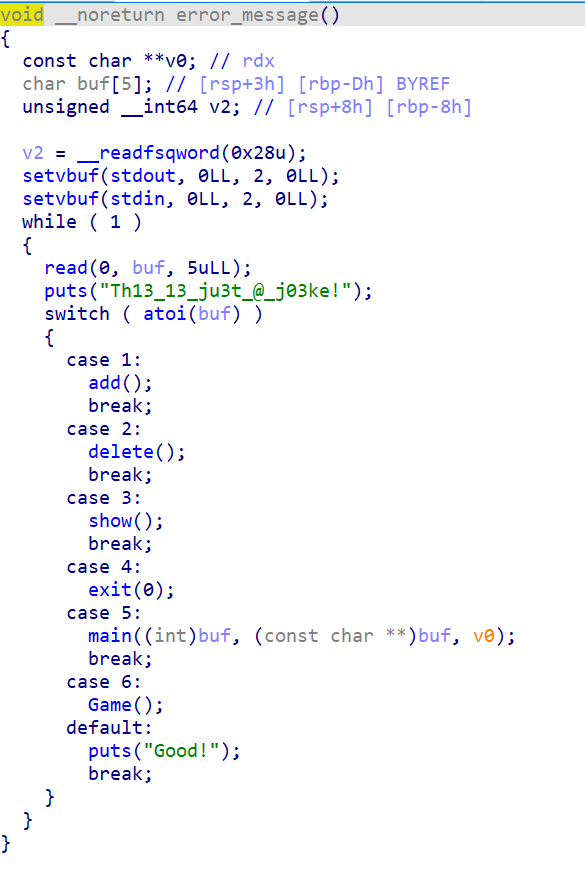 void __noreturn error_message()
{
  const char **v0; // rdx
  char buf[5]; // [rsp+3h] [rbp-Dh] BYREF
  unsigned __int64 v2; // [rsp+8h] [rbp-8h]

  v2 = __readfsqword(0x28u);
  setvbuf(stdout, 0LL, 2, 0LL);
  setvbuf(stdin, 0LL, 2, 0LL);
  while ( 1 )
  {
    read(0, buf, 5uLL);
    puts("Th13_13_ju3t_@_j03ke!");
    switch ( atoi(buf) )
    {
      case 1:
        add();
        break;
      case 2:
        delete();
        break;
      case 3:
        show();
        break;
      case 4:
        exit(0);
      case 5:
        main((int)buf, (const char **)buf, v0);
        break;
      case 6:
        Game();
      default:
        puts("Good!");
        break;
    }
  }
}